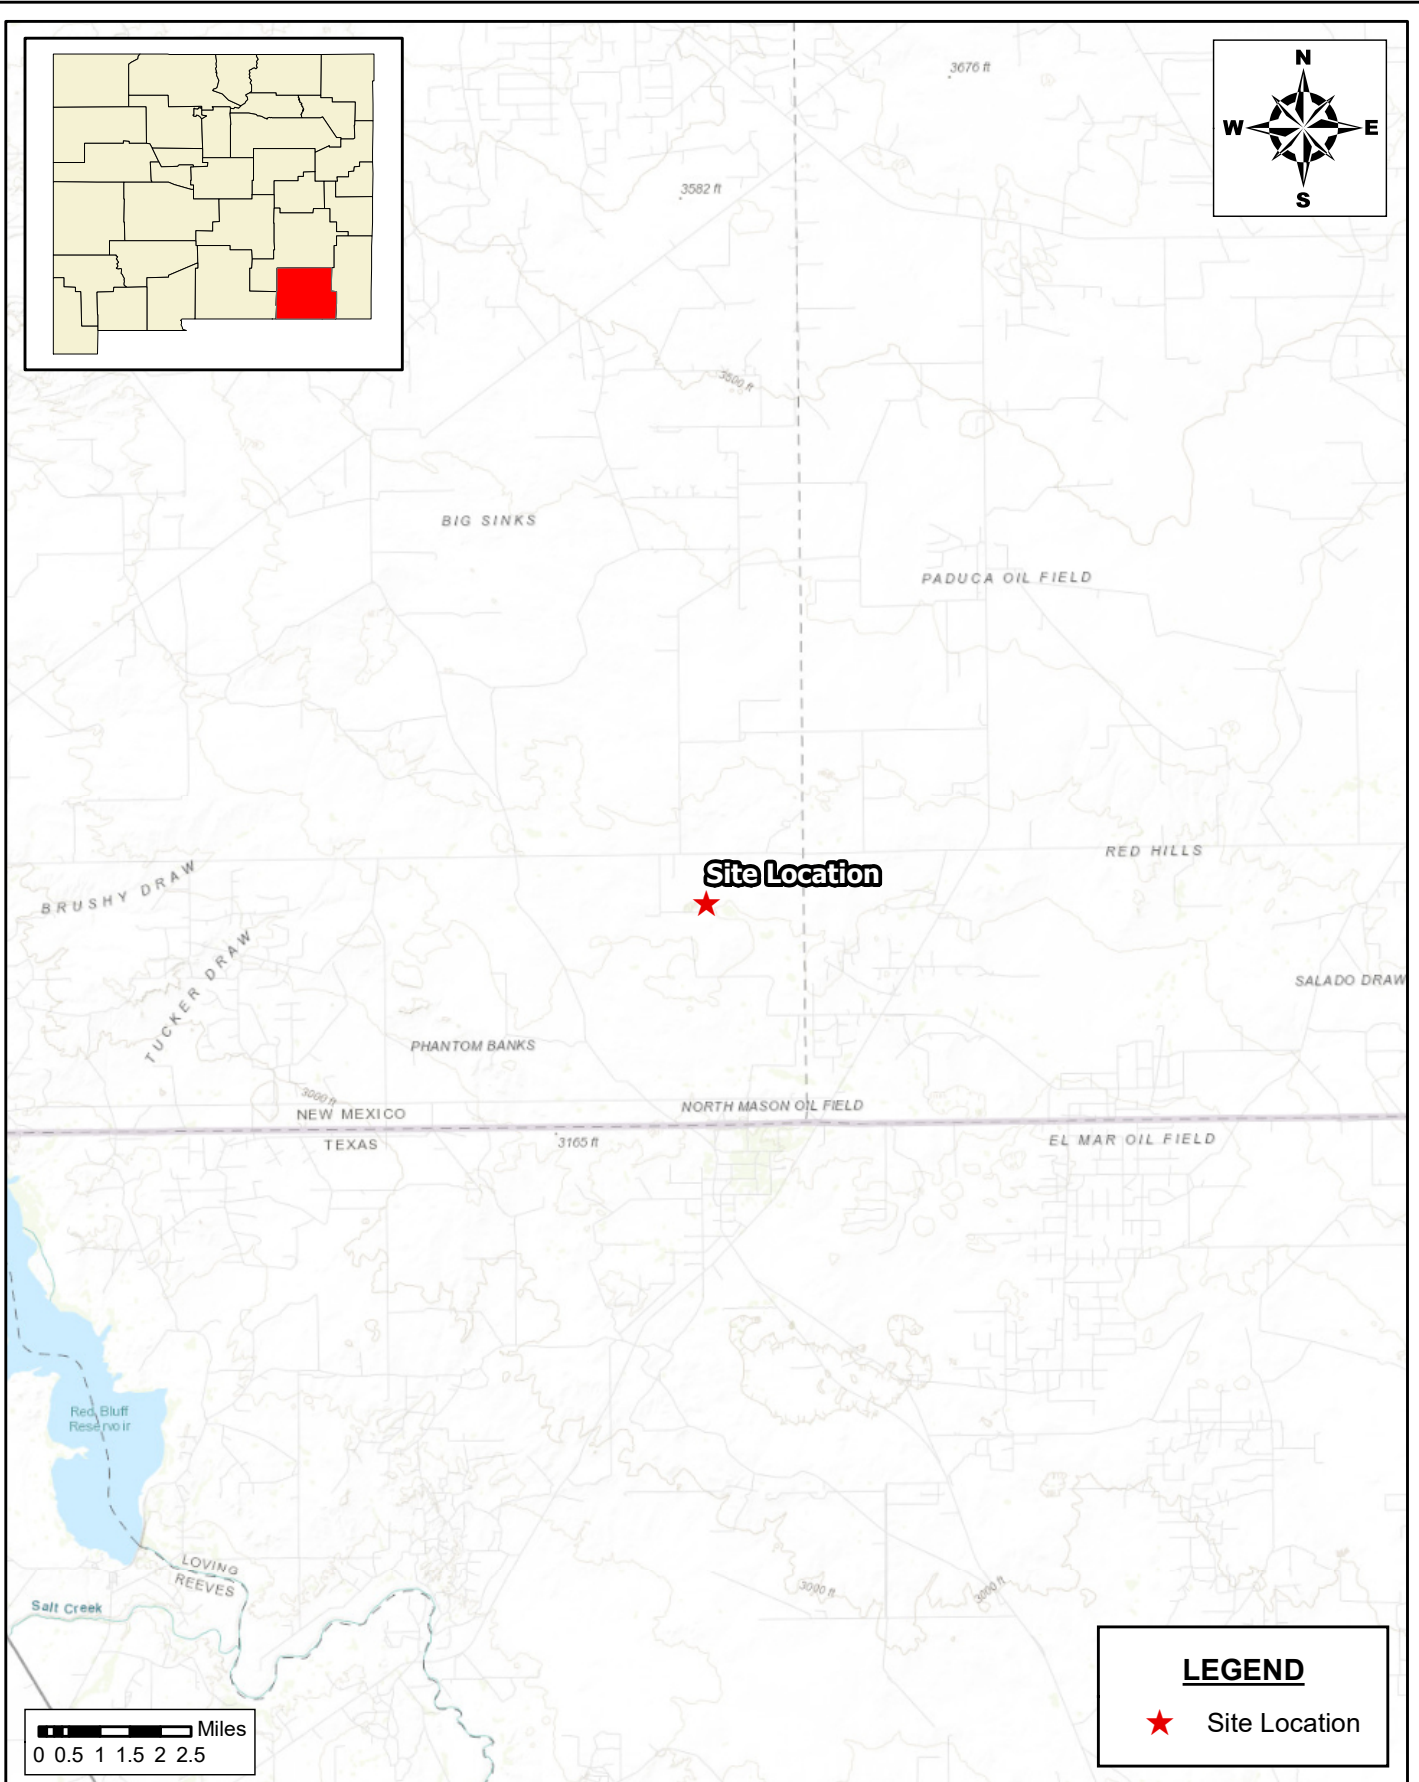 N
W E
S
3676 ft
3582 ft
3500 ft
BIG SINKS
PADUCA OIL FIELD
RED HILLS
Site Location
BRUSHY DRAW
TUCKER DRAW
SALADO DRAW
PHANTOM BANKS
3000 ft
NEW MEXICO
NORTH MASON OIL FIELD
TEXAS
3165 ft
EL MAR OIL FIELD
Red Bluff
Reservoir
LOVING
REEVES
Salt Creek
3000 ft
3000 ft
LEGEND
Site Location
Miles
0 0.5 1 1.5 2 2.5